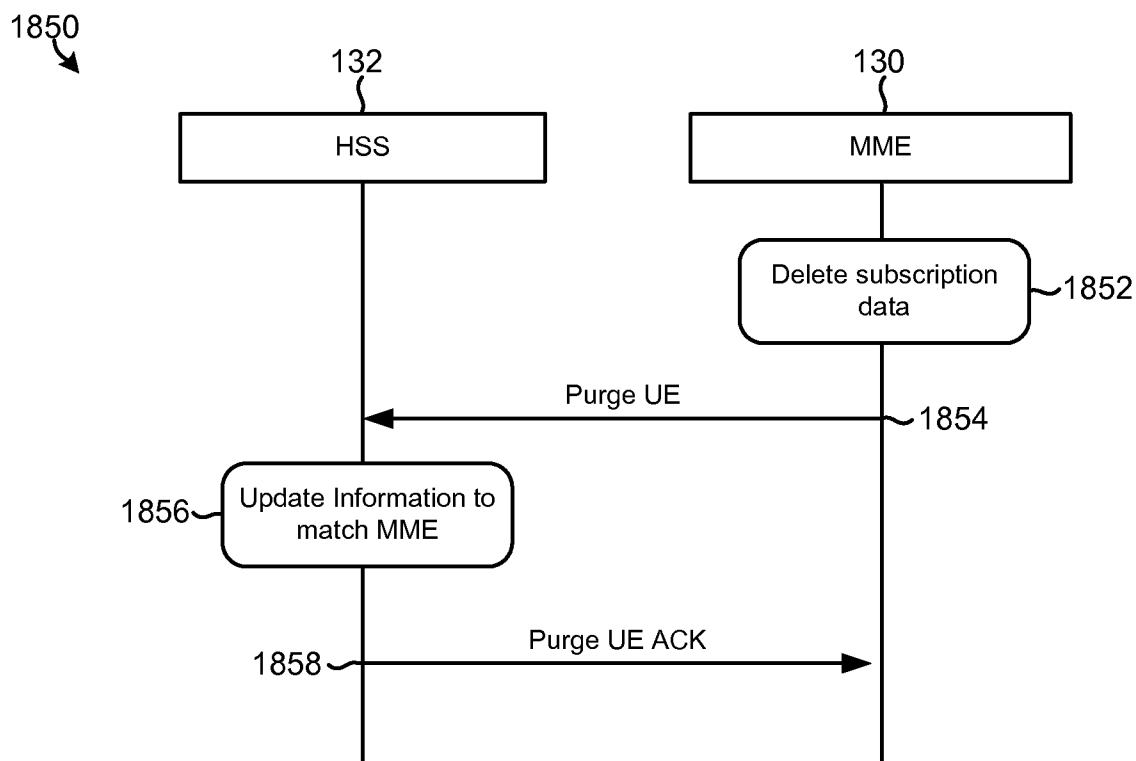 1850
132
130
HSS
MME
Delete subscription
data
1852
Purge UE
1854
Update Information to
match MME
1856
Purge UE ACK
1858